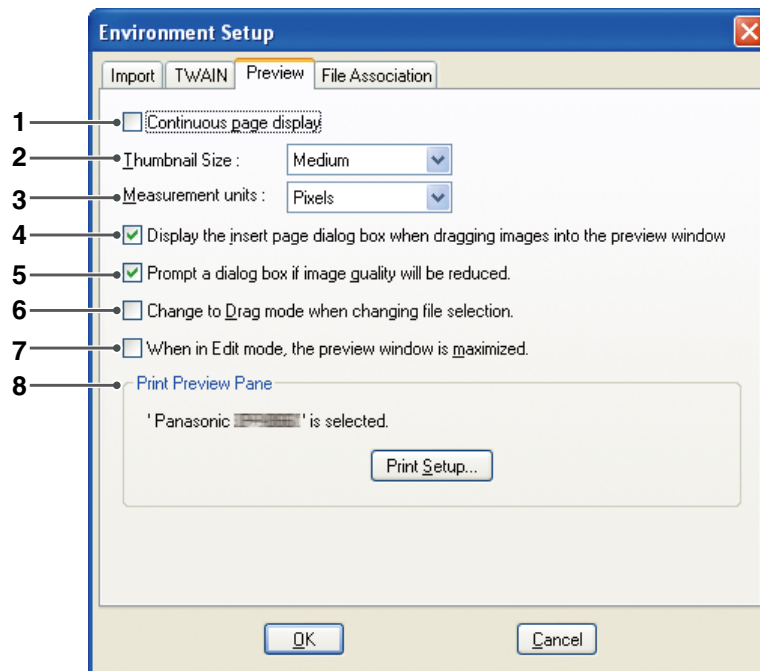 Environment Setup
Import TWAIN Preview File Association
1 Continuous page display
2 Thumbnail Size : Medium
3 Measurement units : Pixels
4 Display the insert page dialog box when dragging images into the preview window
5 Prompt a dialog box if image quality will be reduced.
6 Change to Drag mode when changing file selection.
7 When in Edit mode, the preview window is maximized.
8 Print Preview Pane
' Panasonic ' is selected.
Print Setup...
OK Cancel